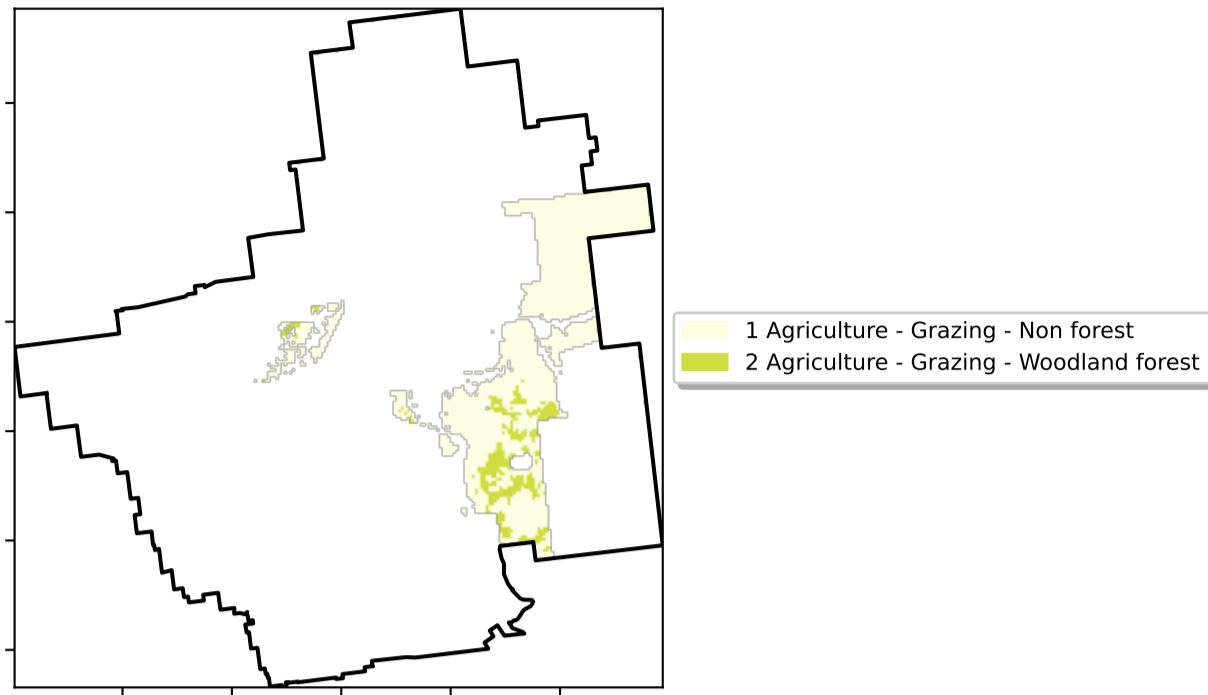 1 Agriculture - Grazing - Non forest
2 Agriculture - Grazing - Woodland forest